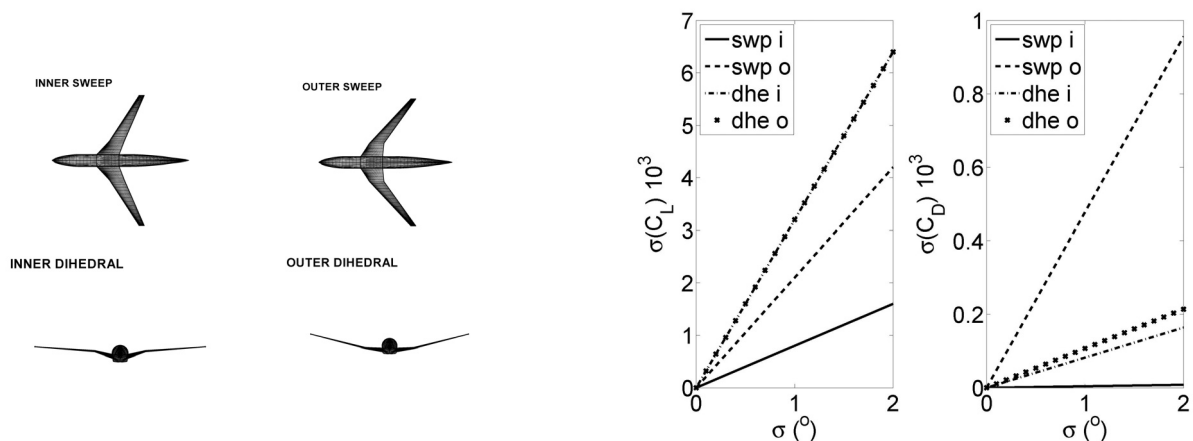 INNER SWEEP
OUTER SWEEP
INNER DIHEDRAL
OUTER DIHEDRAL
7
6
5
4
3
2
1
0
σ(C_L) 10^3
swp i
swp o
dhe i
dhe o
0 1 2
σ (°)
1
0.8
0.6
0.4
0.2
0
σ(C_D) 10^3
swp i
swp o
dhe i
dhe o
0 1 2
σ (°)